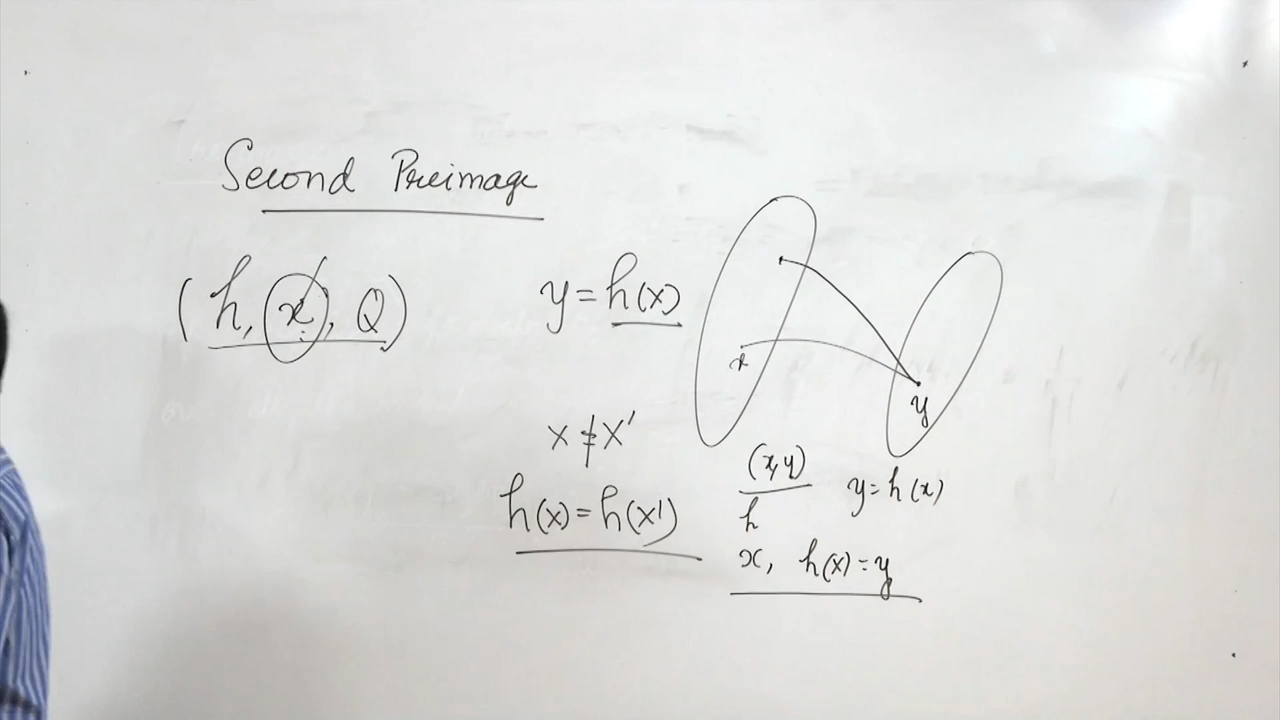 Second Preimage
(h, x, Q)
y = h(x)
x ≠ x'
h(x) = h(x')
x
y
(x, y)
h
y = h(x)
x, h(x) = y